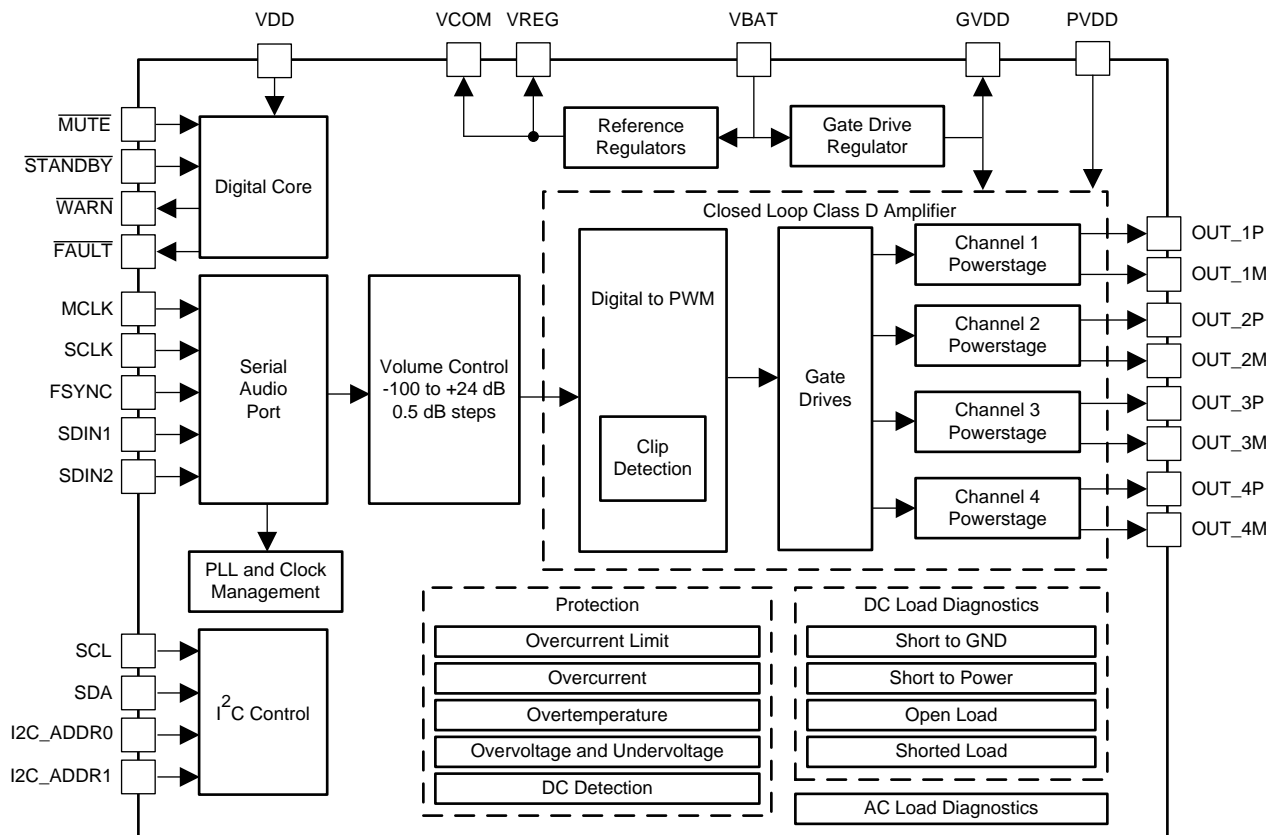 VDD
VCOM
VREG
VBAT
GVDD
PVDD
MUTE
STANDBY
WARN
FAULT
Digital Core
Reference
Regulators
Gate Drive
Regulator
MCLK
SCLK
FSYNC
SDIN1
SDIN2
Serial
Audio
Port
Volume Control
-100 to +24 dB
0.5 dB steps
Closed Loop Class D Amplifier
Digital to PWM
Clip
Detection
Gate
Drives
Channel 1
Powerstage
Channel 2
Powerstage
Channel 3
Powerstage
Channel 4
Powerstage
OUT_1P
OUT_1M
OUT_2P
OUT_2M
OUT_3P
OUT_3M
OUT_4P
OUT_4M
PLL and Clock
Management
SCL
SDA
I2C_ADDR0
I2C_ADDR1
I²C Control
Protection
Overcurrent Limit
Overcurrent
Overtemperature
Overvoltage and Undervoltage
DC Detection
DC Load Diagnostics
Short to GND
Short to Power
Open Load
Shorted Load
AC Load Diagnostics